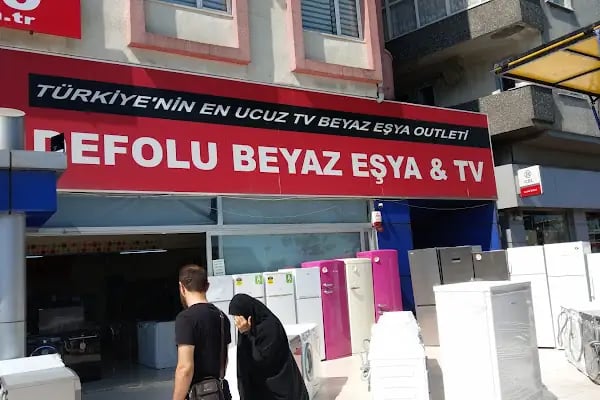 .tr
TÜRKİYE'NİN EN UCUZ TV BEYAZ EŞYA OUTLETİ
DEFOLU BEYAZ EŞYA & TV